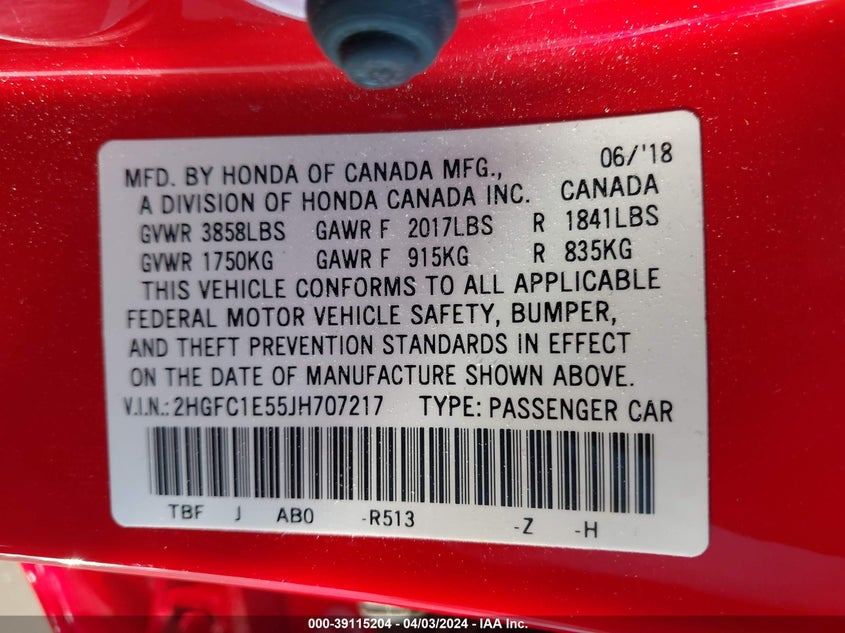 MFD. BY HONDA OF CANADA MFG., 06/'18
A DIVISION OF HONDA CANADA INC. CANADA
GVWR 3858LBS GAWR F 2017LBS R 1841LBS
GVWR 1750KG GAWR F 915KG R 835KG
THIS VEHICLE CONFORMS TO ALL APPLICABLE
FEDERAL MOTOR VEHICLE SAFETY, BUMPER,
AND THEFT PREVENTION STANDARDS IN EFFECT
ON THE DATE OF MANUFACTURE SHOWN ABOVE.
V.I.N.: 2HGFC1E55JH707217 TYPE: PASSENGER CAR
TBF J AB0 -R513 -Z -H
000-39115204 - 04/03/2024 - IAA Inc.